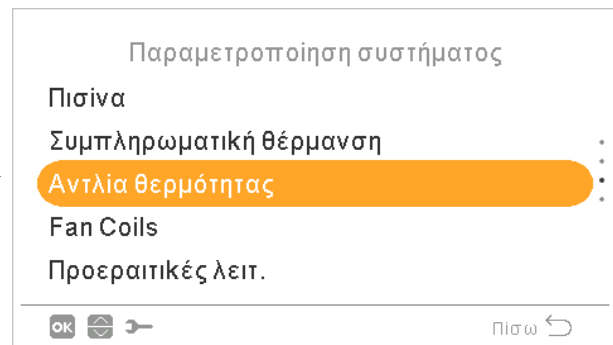 Παραμετροποίηση συστήματος
Πισίνα
Συμπληρωματική θέρμανση
Αντλία θερμότητας
Fan Coils
Προεραιτικές λειτ.
OK Πίσω